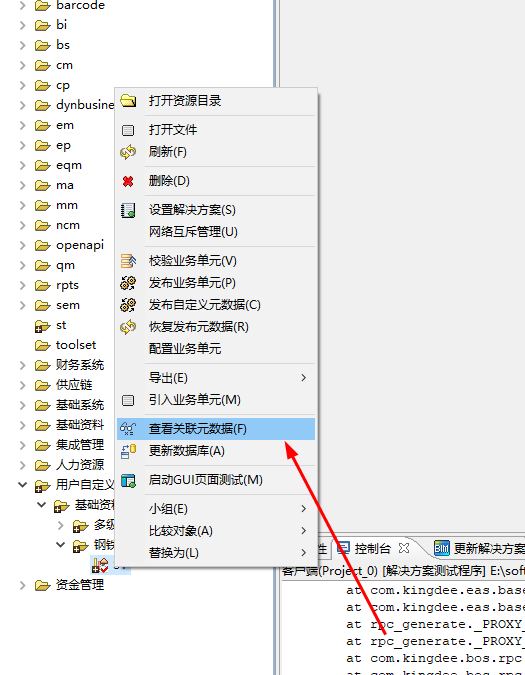 barcode
bi
bs
cm
cp
dynbusine
em
ep
eqm
ma
mm
ncm
openapi
qm
rpts
sem
st
toolset
财务系统
供应链
基础系统
基础资料
集成管理
人力资源
用户自定义
基础资料
多级
钢铁
资金管理
打开资源目录
打开文件
刷新(F)
删除(D)
设置解决方案(S)
网络互斥管理(U)
校验业务单元(V)
发布业务单元(P)
发布自定义元数据(C)
恢复发布元数据(R)
配置业务单元
导出(E)
引入业务单元(M)
查看关联元数据(F)
更新数据库(A)
启动GUI页面测试(M)
小组(E)
比较对象(A)
替换为(L)
性 控制台 BIM 更新解决方案
客户端(Project_0) [解决方案测试程序] E:\soft
at com.kingdee.eas.base
at com.kingdee.eas.base
at rpc_generate._PROXY_
at rpc_generate._PROXY_
at com.kingdee.bos.rpc
at com.kingdee.bos.rpc